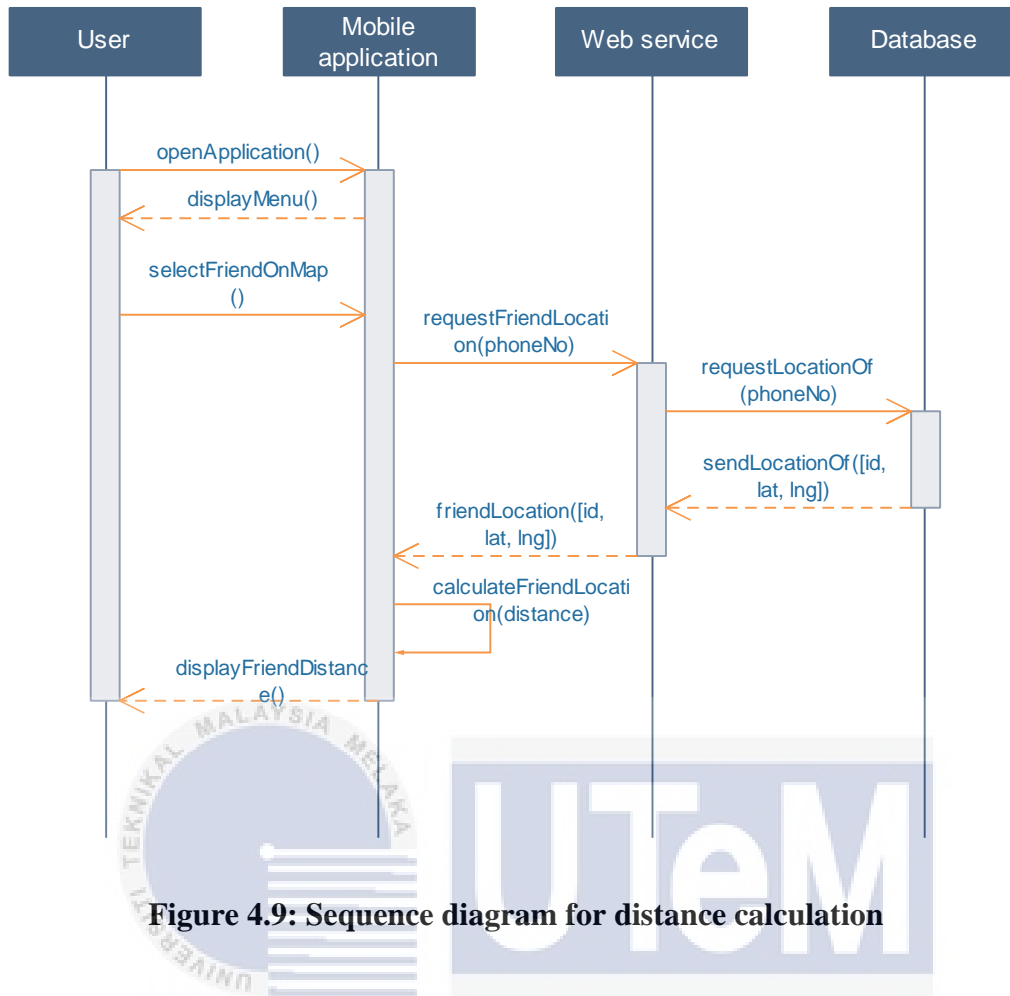 User
Mobile
application
Web service
Database
openApplication()
displayMenu()
selectFriendOnMap
()
requestFriendLocati
on(phoneNo)
requestLocationOf
(phoneNo)
sendLocationOf([id,
lat, lng])
friendLocation([id,
lat, lng])
calculateFriendLocati
on(distance)
displayFriendDistanc
e()
UNIVERSITI TEKNIKAL MALAYSIA MELAKA
UTeM
Figure 4.9: Sequence diagram for distance calculation